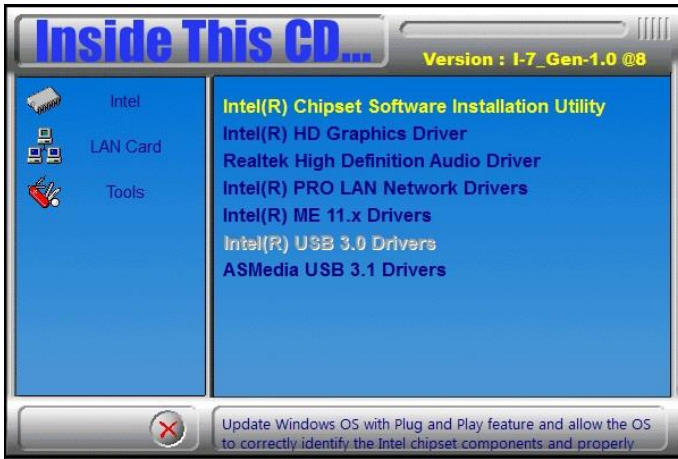 Inside This CD...
Version : I-7_Gen-1.0 @8
Intel
LAN Card
Tools
Intel(R) Chipset Software Installation Utility
Intel(R) HD Graphics Driver
Realtek High Definition Audio Driver
Intel(R) PRO LAN Network Drivers
Intel(R) ME 11.x Drivers
Intel(R) USB 3.0 Drivers
ASMedia USB 3.1 Drivers
Update Windows OS with Plug and Play feature and allow the OS
to correctly identify the Intel chipset components and properly